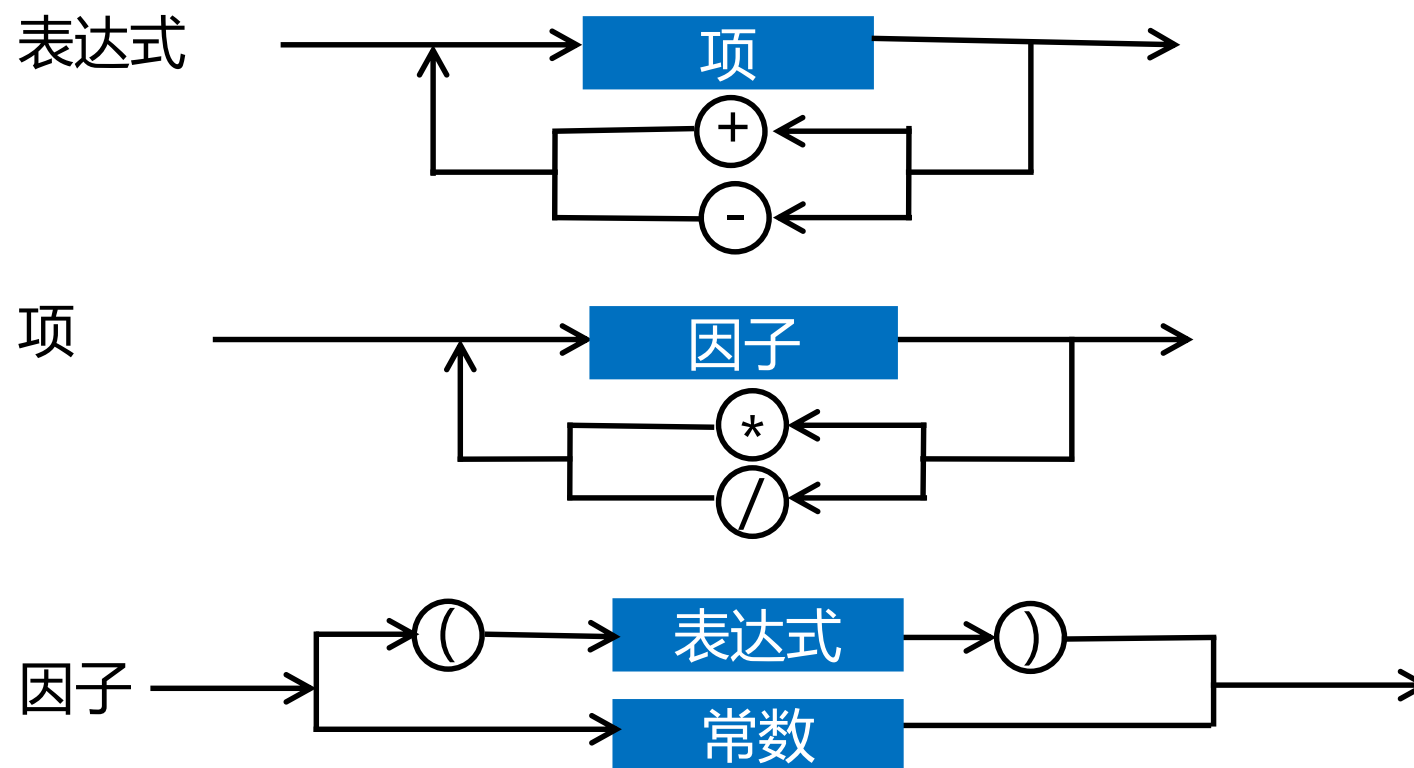 表达式 项
+
-
项 因子
*
/
( 表达式 )
因子
常数